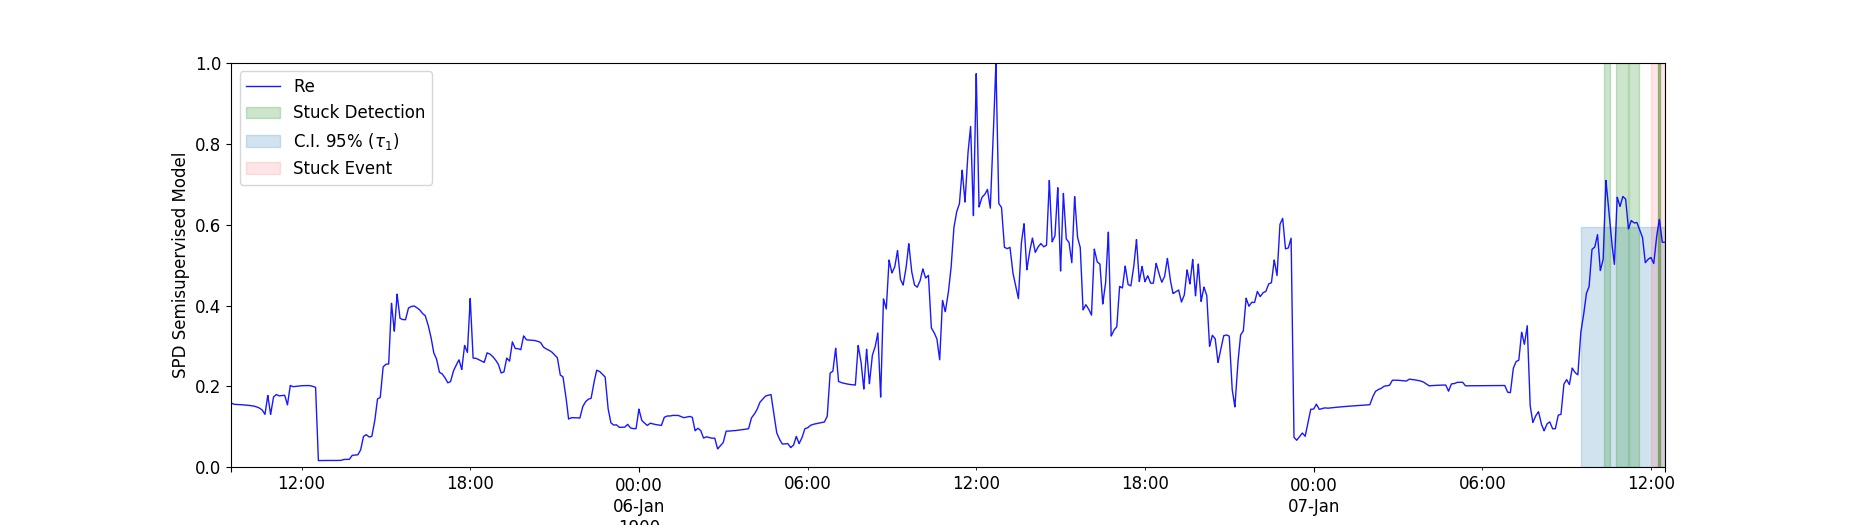 1.0
0.8
0.6
0.4
0.2
0.0
SPD Semisupervised Model
Re
Stuck Detection
C.I. 95% (τ₁)
Stuck Event
12:00 18:00 00:00 06:00 12:00 18:00 00:00 06:00 12:00
06-Jan 07-Jan
1900